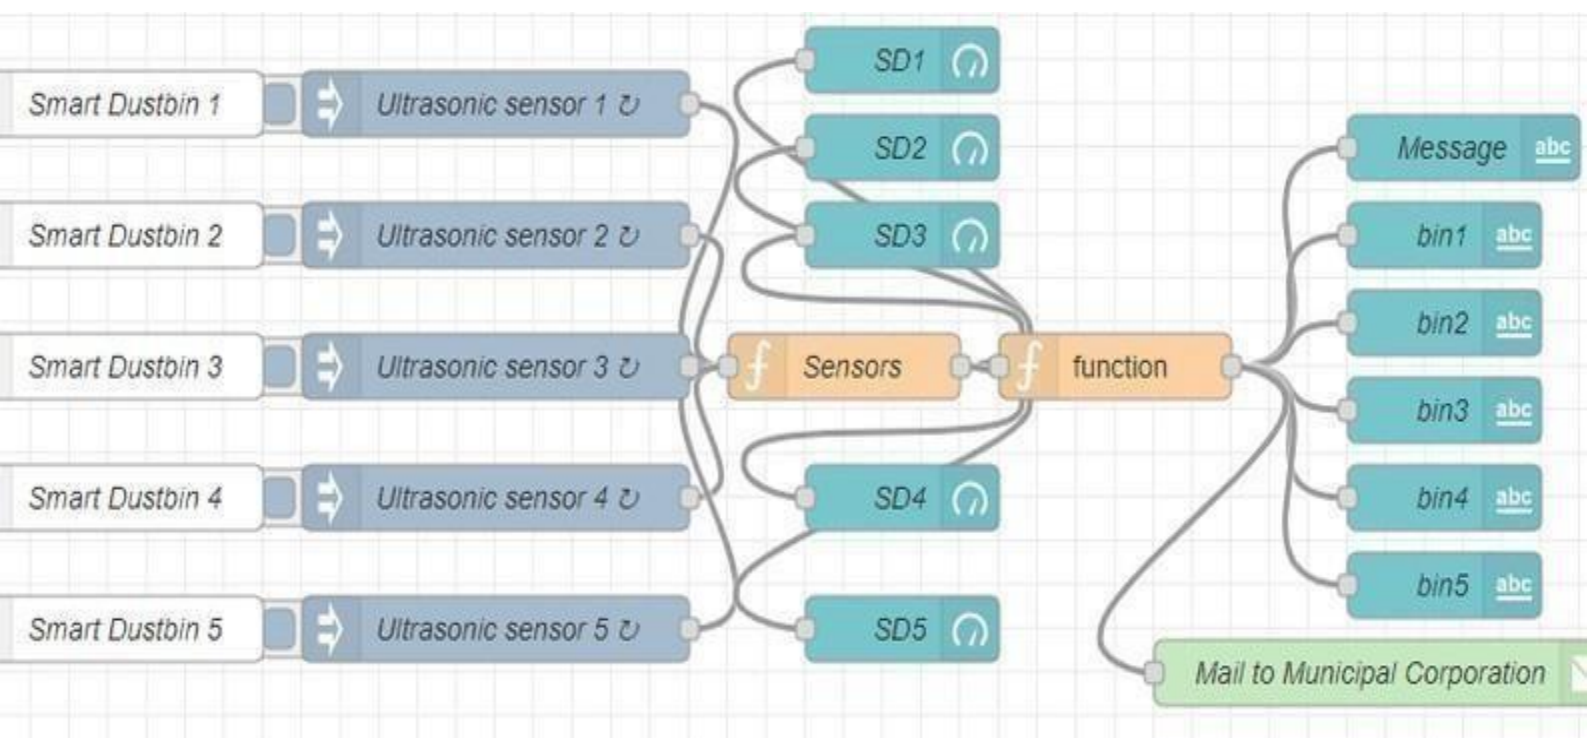 Smart Dustbin 1
Ultrasonic sensor 1 ↻
Smart Dustbin 2
Ultrasonic sensor 2 ↻
Smart Dustbin 3
Ultrasonic sensor 3 ↻
Smart Dustbin 4
Ultrasonic sensor 4 ↻
Smart Dustbin 5
Ultrasonic sensor 5 ↻
SD1
SD2
SD3
f Sensors
SD4
SD5
f function
Message abc
bin1 abc
bin2 abc
bin3 abc
bin4 abc
bin5 abc
Mail to Municipal Corporation